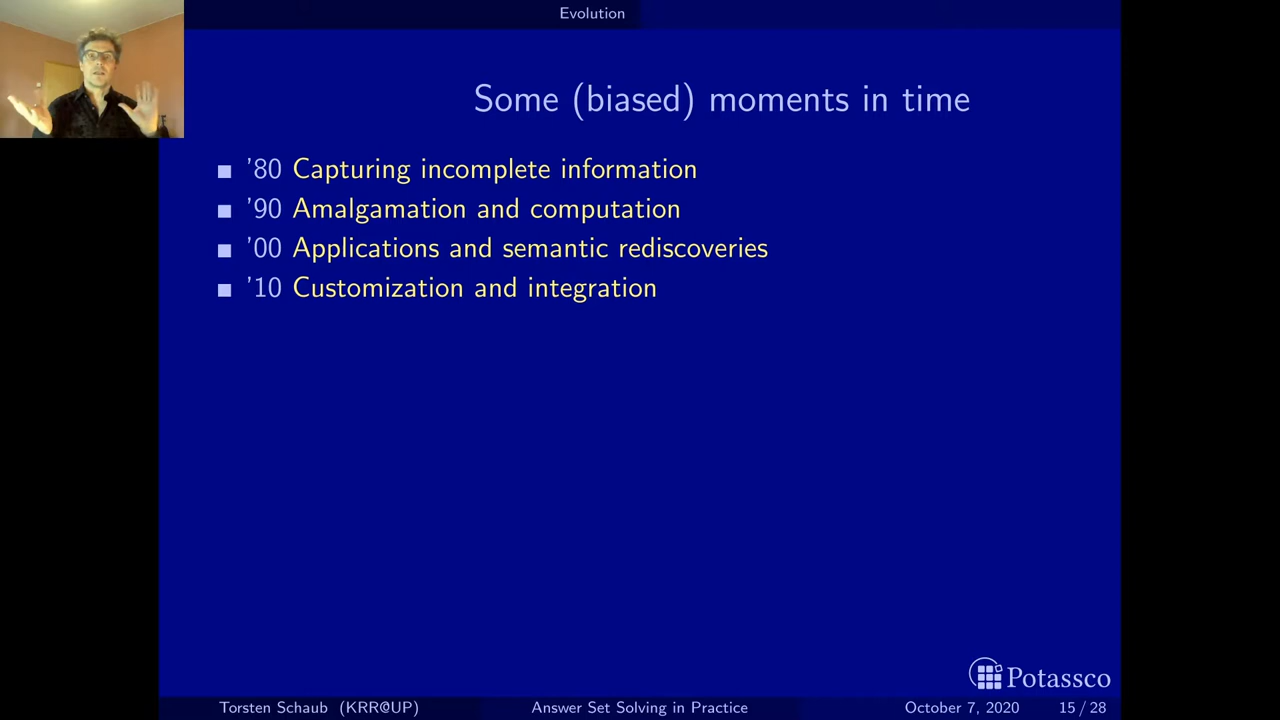 Evolution
Some (biased) moments in time
'80 Capturing incomplete information
'90 Amalgamation and computation
'00 Applications and semantic rediscoveries
'10 Customization and integration
Potassco
Torsten Schaub (KRR@UP) Answer Set Solving in Practice October 7, 2020 15 / 28